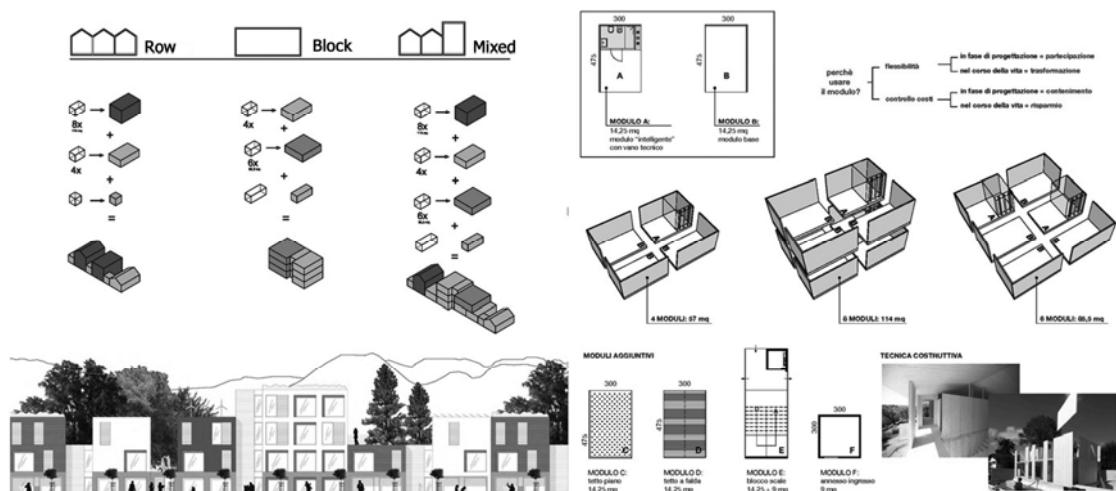 Row
Block
Mixed
8x
+
4x
+
=
4x
+
6x
+
=
8x
+
4x
+
6x
+
=
300
475
A
MODULO A:
14,25 mq
modulo "intelligente"
con vano tecnico
300
475
B
MODULO B:
14,25 mq
modulo base
perchè
usare
il modulo?
flessibilità
in fase di progettazione = partecipazione
nel corso della vita = trasformazione
controllo costi
in fase di progettazione = contenimento
nel corso della vita = risparmio
4 MODULI: 57 mq
8 MODULI: 114 mq
6 MODULI: 85,5 mq
MODULI AGGIUNTIVI
300
475
C
MODULO C:
tetto piano
14,25 mq
300
475
D
MODULO D:
tetto a falda
14,25 mq
E
MODULO E:
blocco scale
14,25 + 9 mq
300
300
F
MODULO F:
annesso ingresso
9 mq
TECNICA COSTRUTTIVA